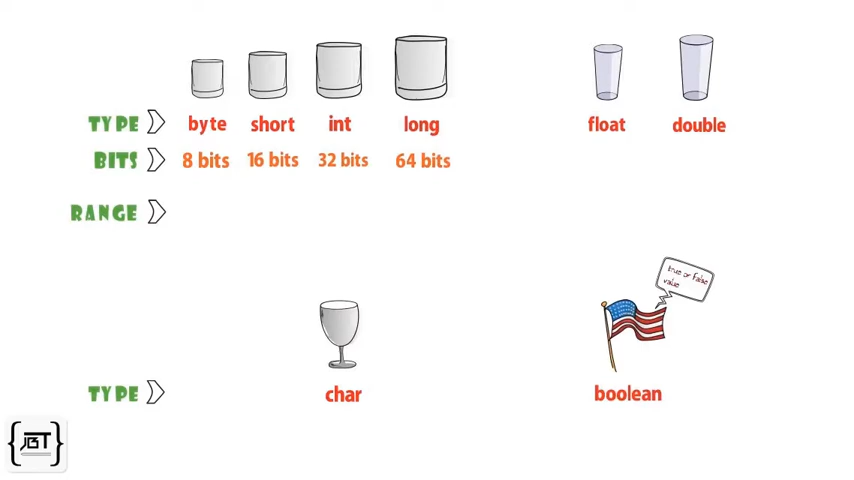 TYPE byte short int long float double
BITS 8 bits 16 bits 32 bits 64 bits
RANGE
True or False
value
TYPE char boolean
JBT